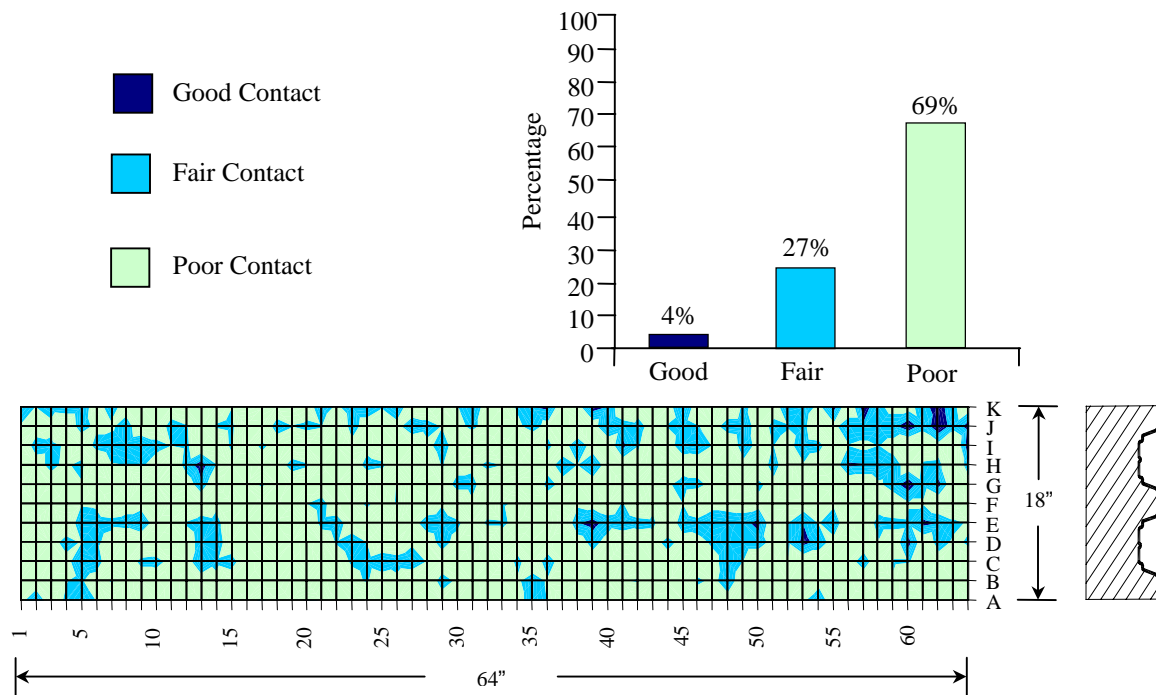 Good Contact
Fair Contact
Poor Contact
Percentage
100
90
80
70
60
50
40
30
20
10
0
4%
27%
69%
Good Fair Poor
K
J
I
H
G
F
E
D
C
B
A
18”
1 5 10 15 20 25 30 35 40 45 50 55 60
64”